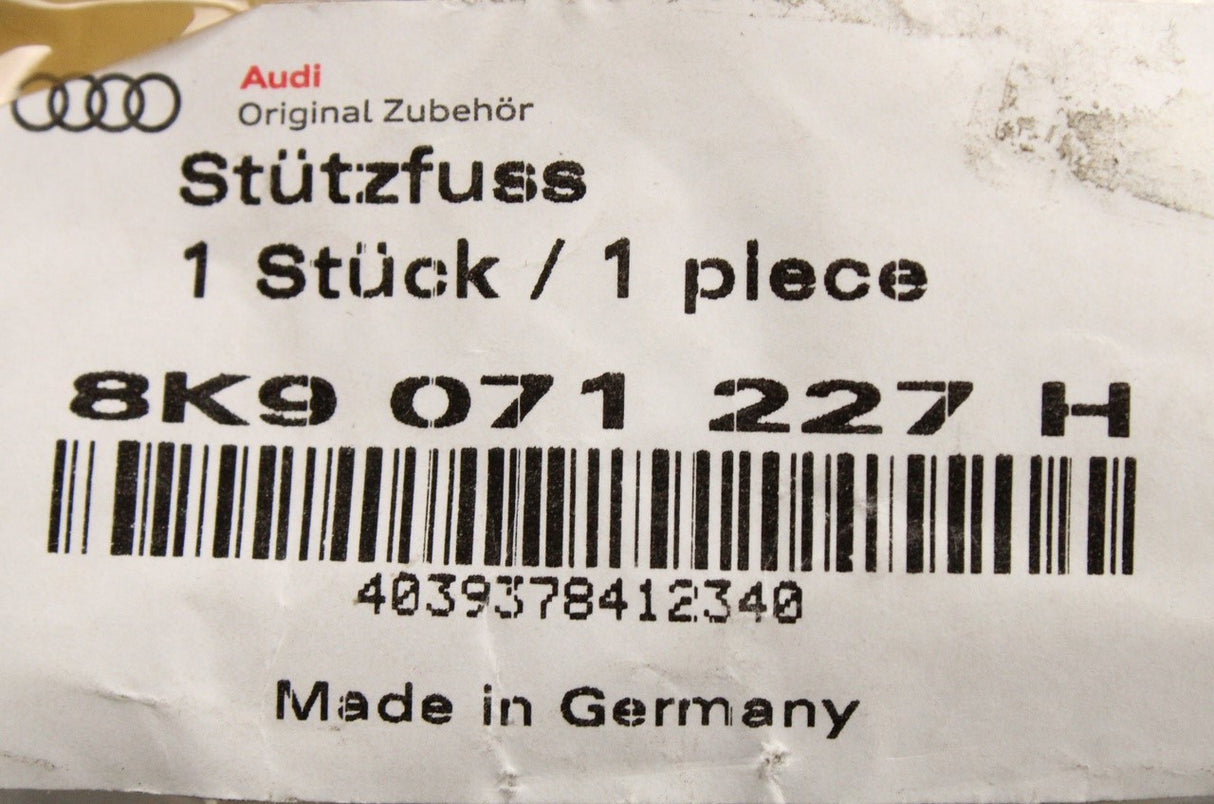 Audi
Original Zubehör
Stützfuss
1 Stück / 1 piece
8K9 071 227 H
4039378412340
Made in Germany